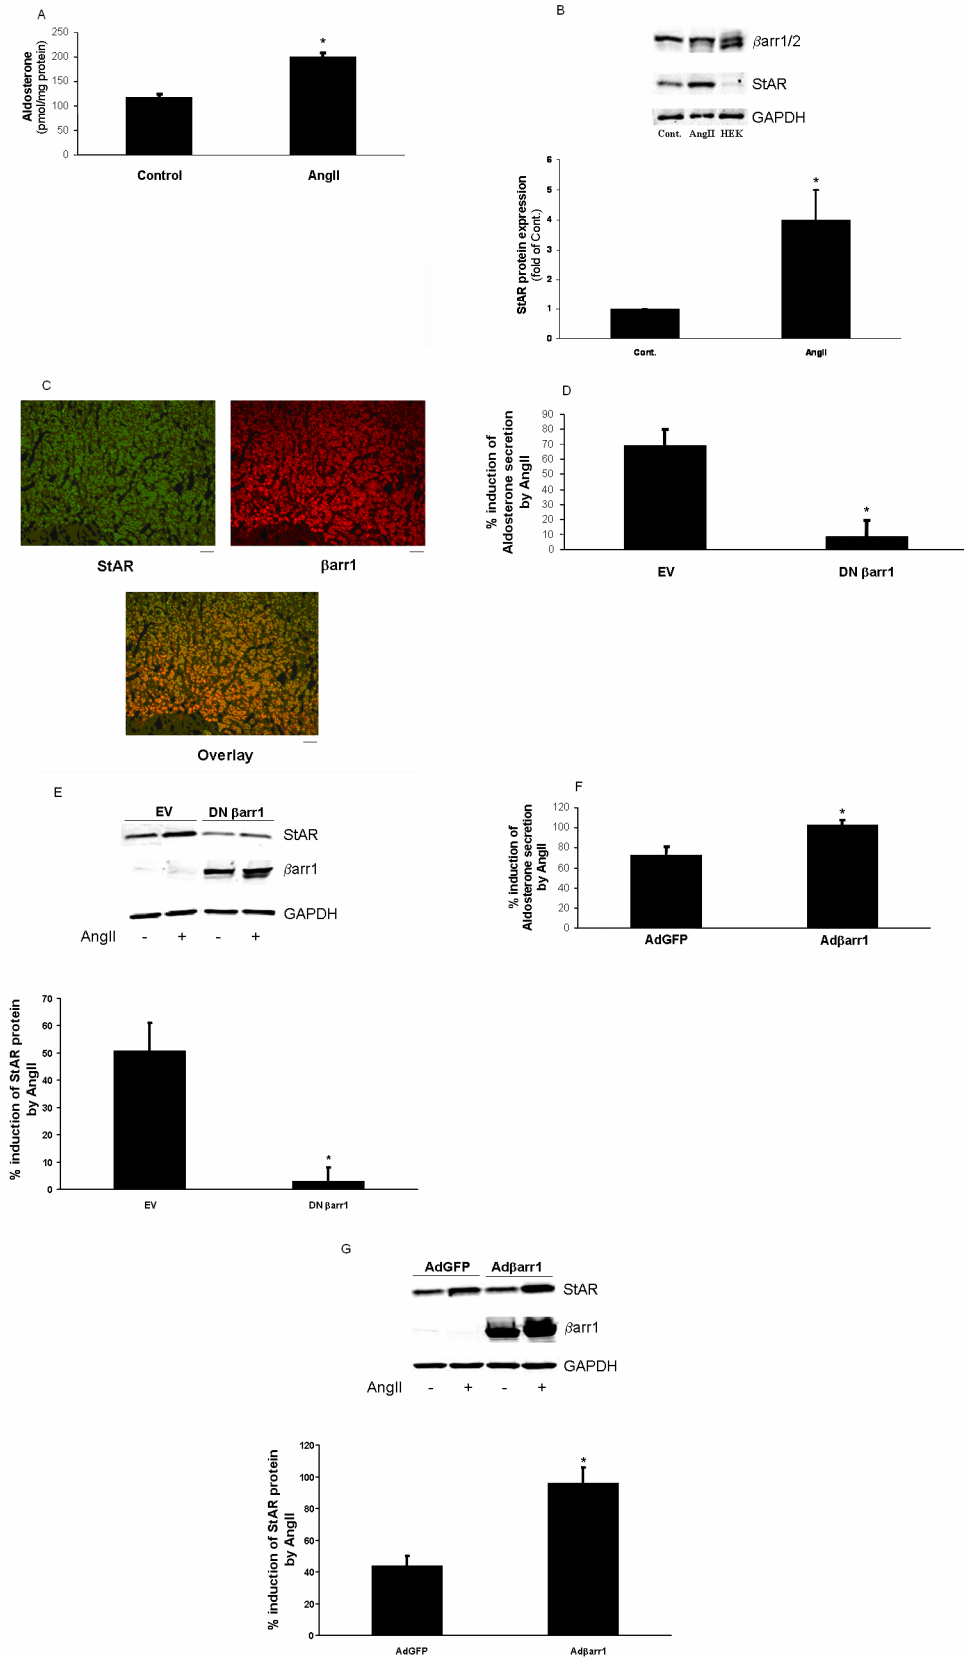 A
Aldosterone
(pmol/mg protein)
250
200
150
100
50
0
*
Control
AngII
B
βarr1/2
StAR
GAPDH
Cont. AngII HEK
StAR protein expression
(fold of Cont.)
6
5
4
3
2
1
0
*
Cont.
AngII
C
StAR
βarr1
Overlay
D
% induction of
Aldosterone secretion
by AngII
90
80
70
60
50
40
30
20
10
0
*
EV
DN βarr1
E
EV DN βarr1
StAR
βarr1
GAPDH
AngII - + - +
% induction of StAR protein
by AngII
70
60
50
40
30
20
10
0
*
EV
DN βarr1
F
% induction of
Aldosterone secretion
by AngII
120
100
80
60
40
20
0
*
AdGFP
Adβarr1
G
AdGFP Adβarr1
StAR
βarr1
GAPDH
AngII - + - +
% induction of StAR protein
by AngII
120
100
80
60
40
20
0
*
AdGFP
Adβarr1